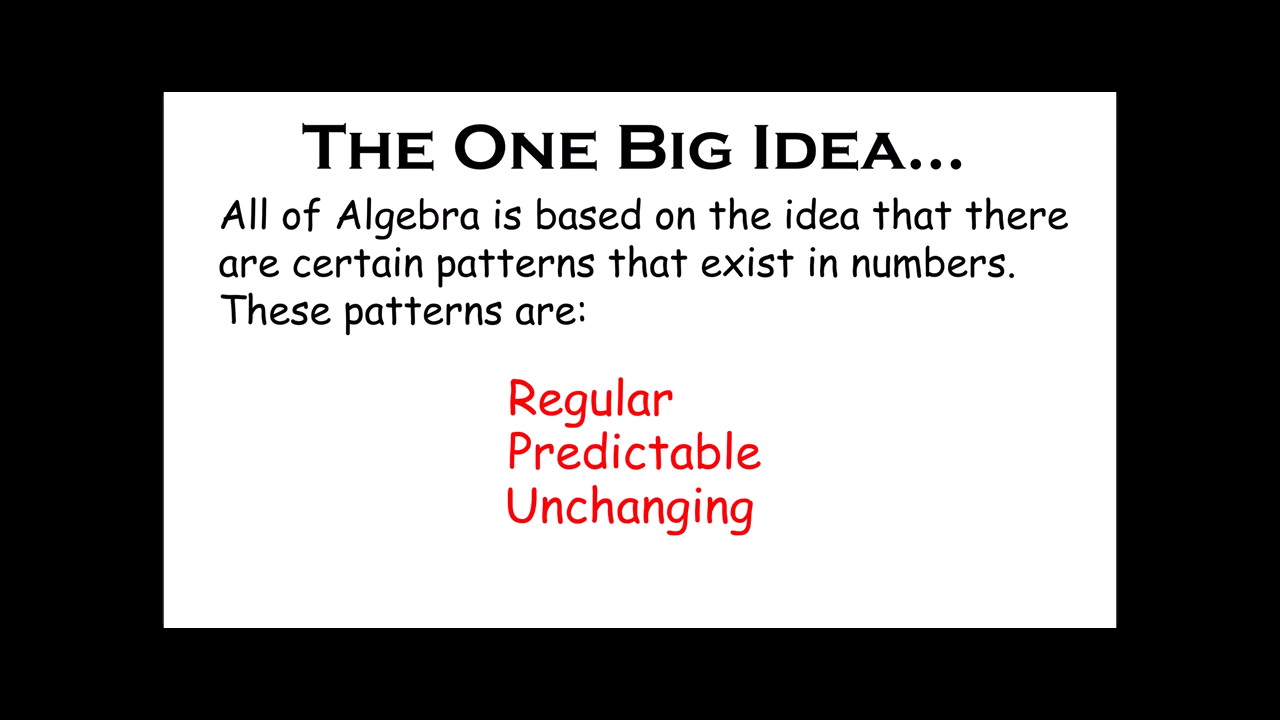 THE ONE BIG IDEA...
All of Algebra is based on the idea that there
are certain patterns that exist in numbers.
These patterns are:
Regular
Predictable
Unchanging